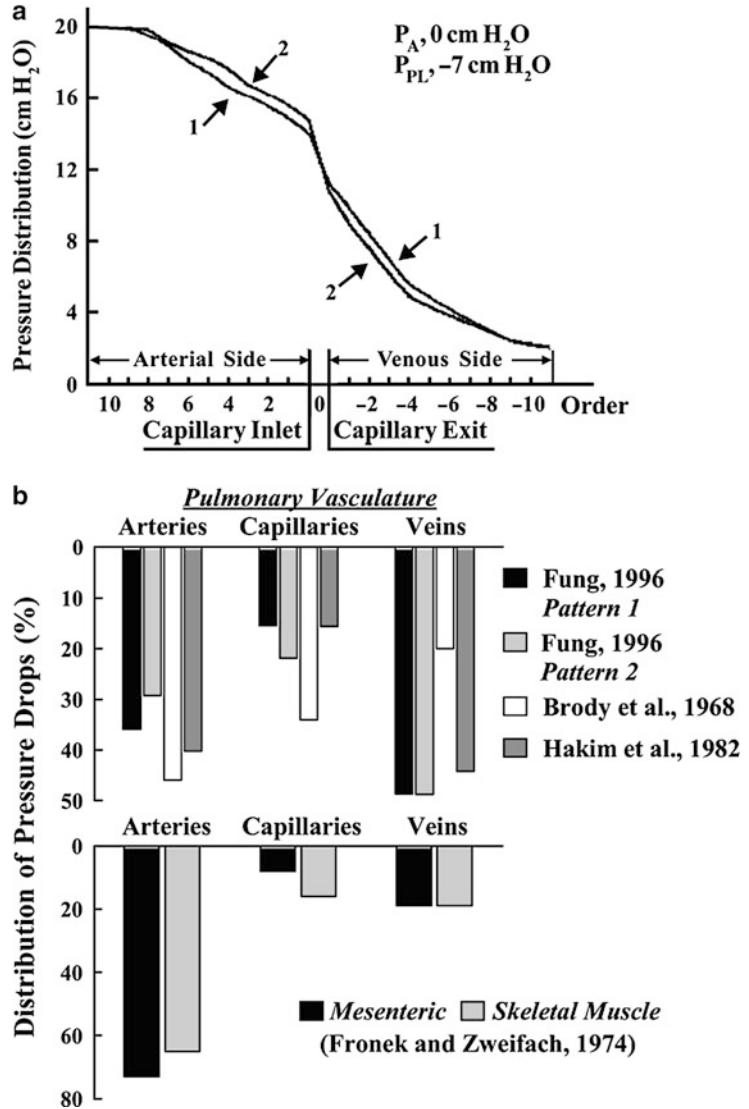 a
Pressure Distribution (cm H₂O)
20
16
12
8
4
0
P_A, 0 cm H₂O
P_PL, –7 cm H₂O
2
1
1
2
Arterial Side
Venous Side
10 8 6 4 2 0 –2 –4 –6 –8 –10 Order
Capillary Inlet
Capillary Exit
b
Distribution of Pressure Drops (%)
Pulmonary Vasculature
Arteries Capillaries Veins
0
10
20
30
40
50
Fung, 1996
Pattern 1
Fung, 1996
Pattern 2
Brody et al., 1968
Hakim et al., 1982
Arteries Capillaries Veins
0
20
40
60
80
Mesenteric Skeletal Muscle
(Fronek and Zweifach, 1974)